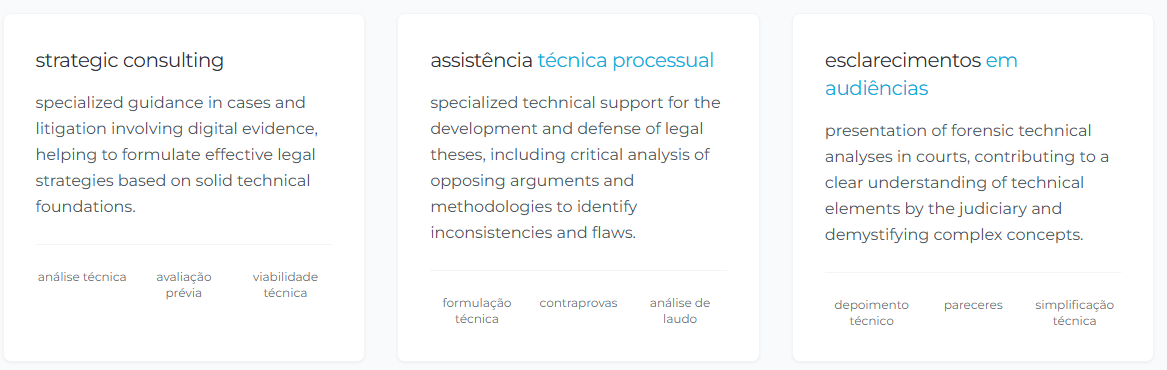 strategic consulting
specialized guidance in cases and
litigation involving digital evidence,
helping to formulate effective legal
strategies based on solid technical
foundations.
análise técnica
avaliação
prévia
viabilidade
técnica
assistência técnica processual
specialized technical support for the
development and defense of legal
theses, including critical analysis of
opposing arguments and
methodologies to identify
inconsistencies and flaws.
formulação
técnica
contraprovas
análise de
laudo
esclarecimentos em
audiências
presentation of forensic technical
analyses in courts, contributing to a
clear understanding of technical
elements by the judiciary and
demystifying complex concepts.
depoimento
técnico
pareceres
simplificação
técnica